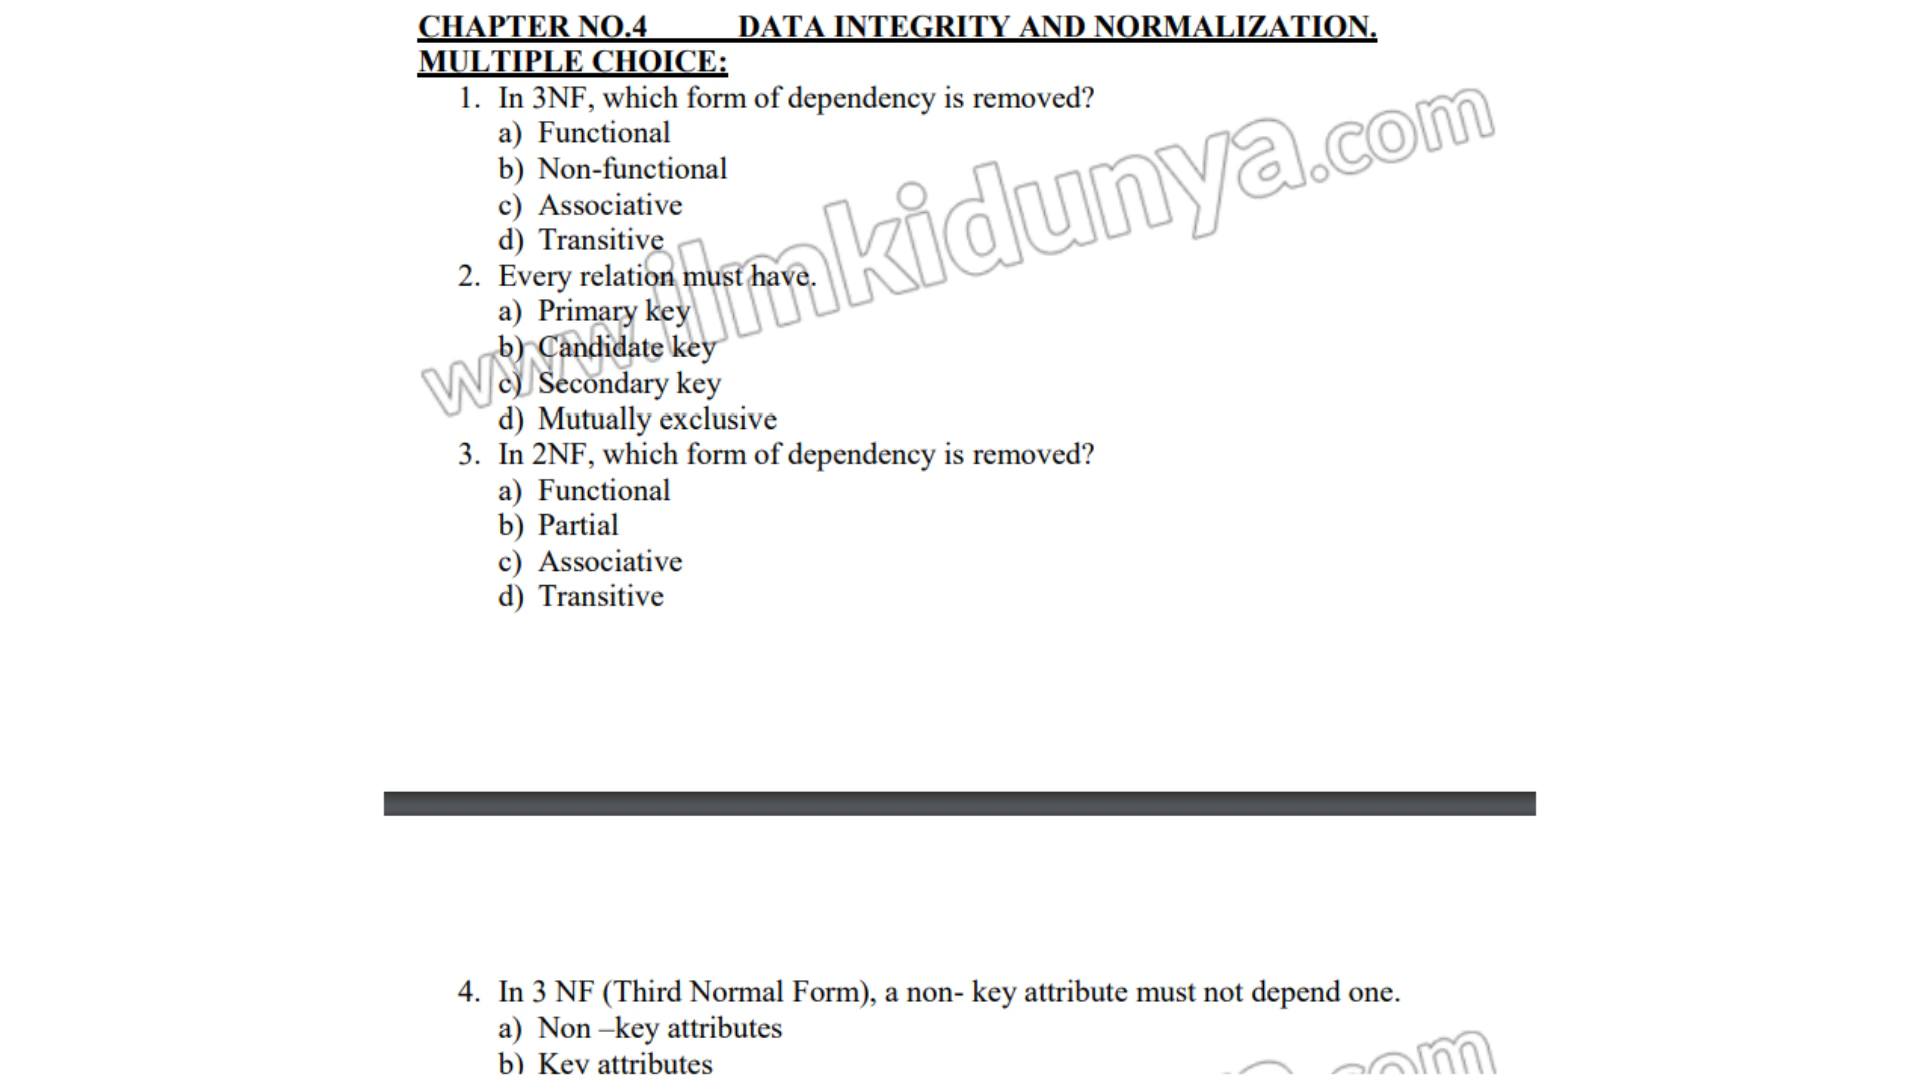 CHAPTER NO.4 DATA INTEGRITY AND NORMALIZATION.
MULTIPLE CHOICE:
1. In 3NF, which form of dependency is removed?
a) Functional
b) Non-functional
c) Associative
d) Transitive
2. Every relation must have.
a) Primary key
b) Candidate key
c) Secondary key
d) Mutually exclusive
www.ilmkidunya.com
3. In 2NF, which form of dependency is removed?
a) Functional
b) Partial
c) Associative
d) Transitive
4. In 3 NF (Third Normal Form), a non- key attribute must not depend one.
a) Non –key attributes
b) Key attributes